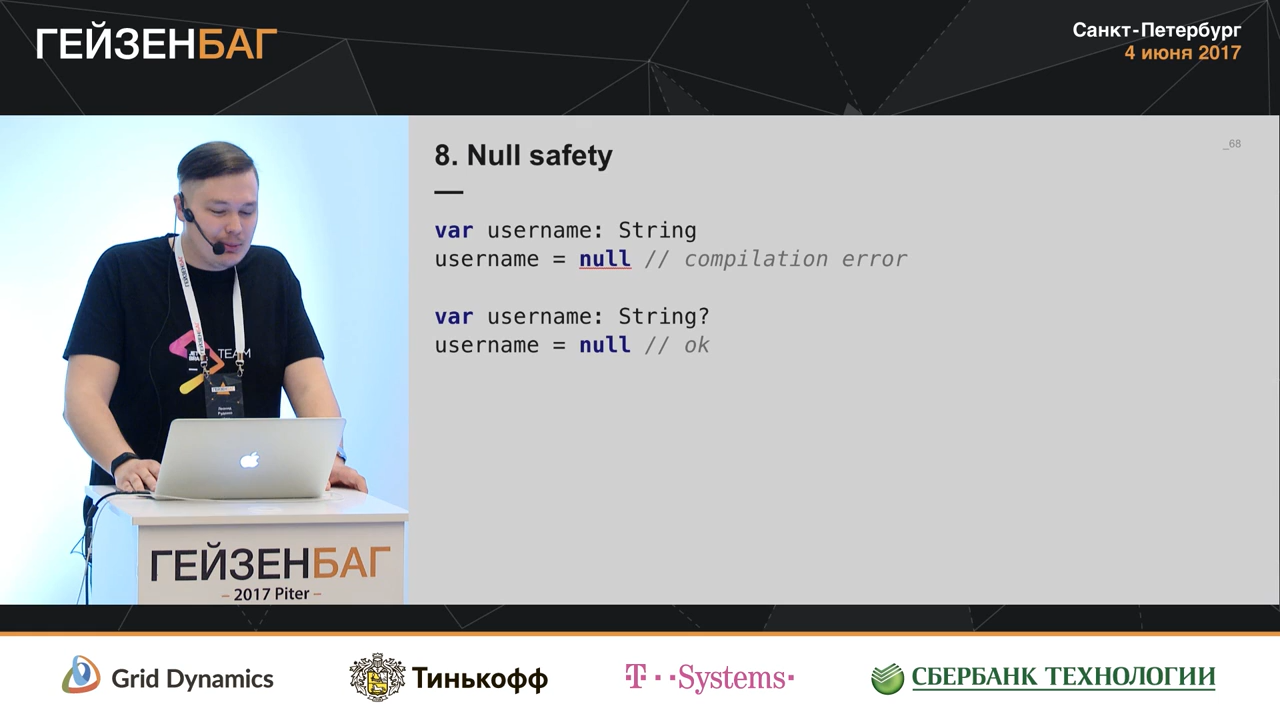 ГЕЙЗЕНБАГ
Санкт-Петербург
4 июня 2017
8. Null safety
_68
var username: String
username = null // compilation error
var username: String?
username = null // ok
TEAM
ГЕЙЗЕНБАГ
– 2017 Piter –
Grid Dynamics
Тинькофф
T··Systems·
СБЕРБАНК ТЕХНОЛОГИИ